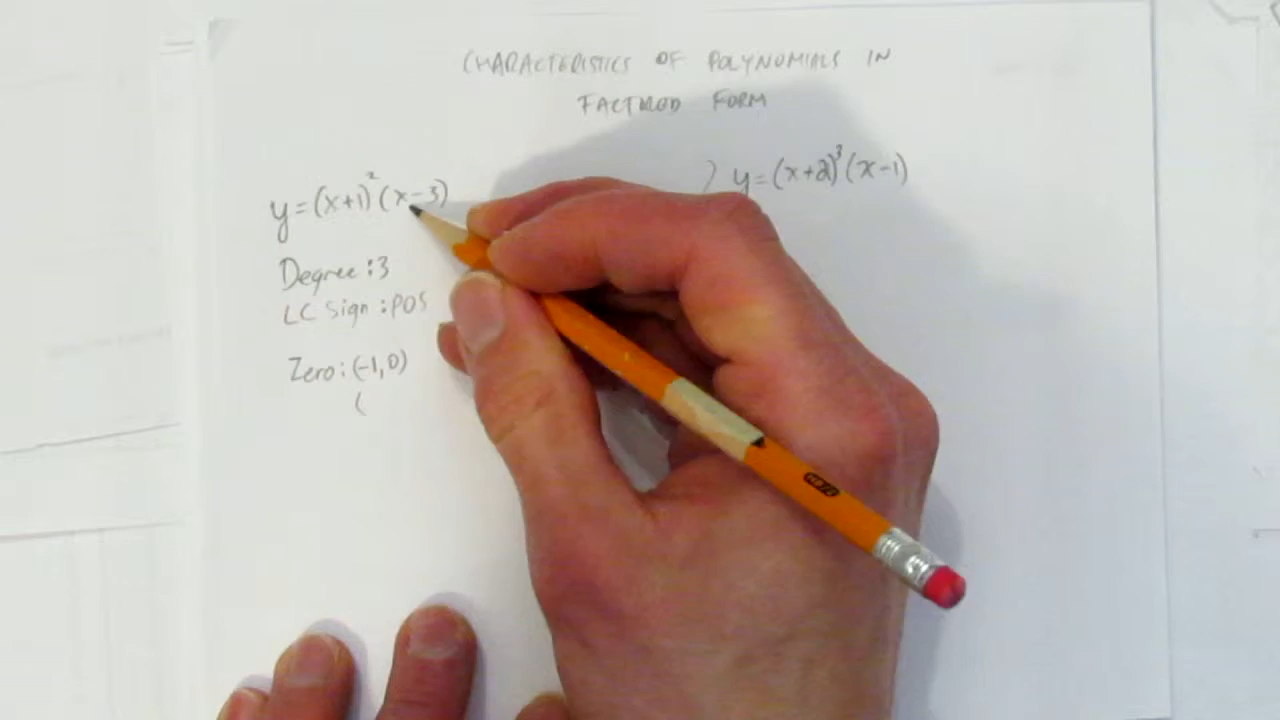 CHARACTERISTICS OF POLYNOMIALS IN
FACTORED FORM
y=(x+1)²(x-3)
Degree:3
LC Sign:POS
Zero:(-1,0)
(
) y=(x+2)³(x-1)